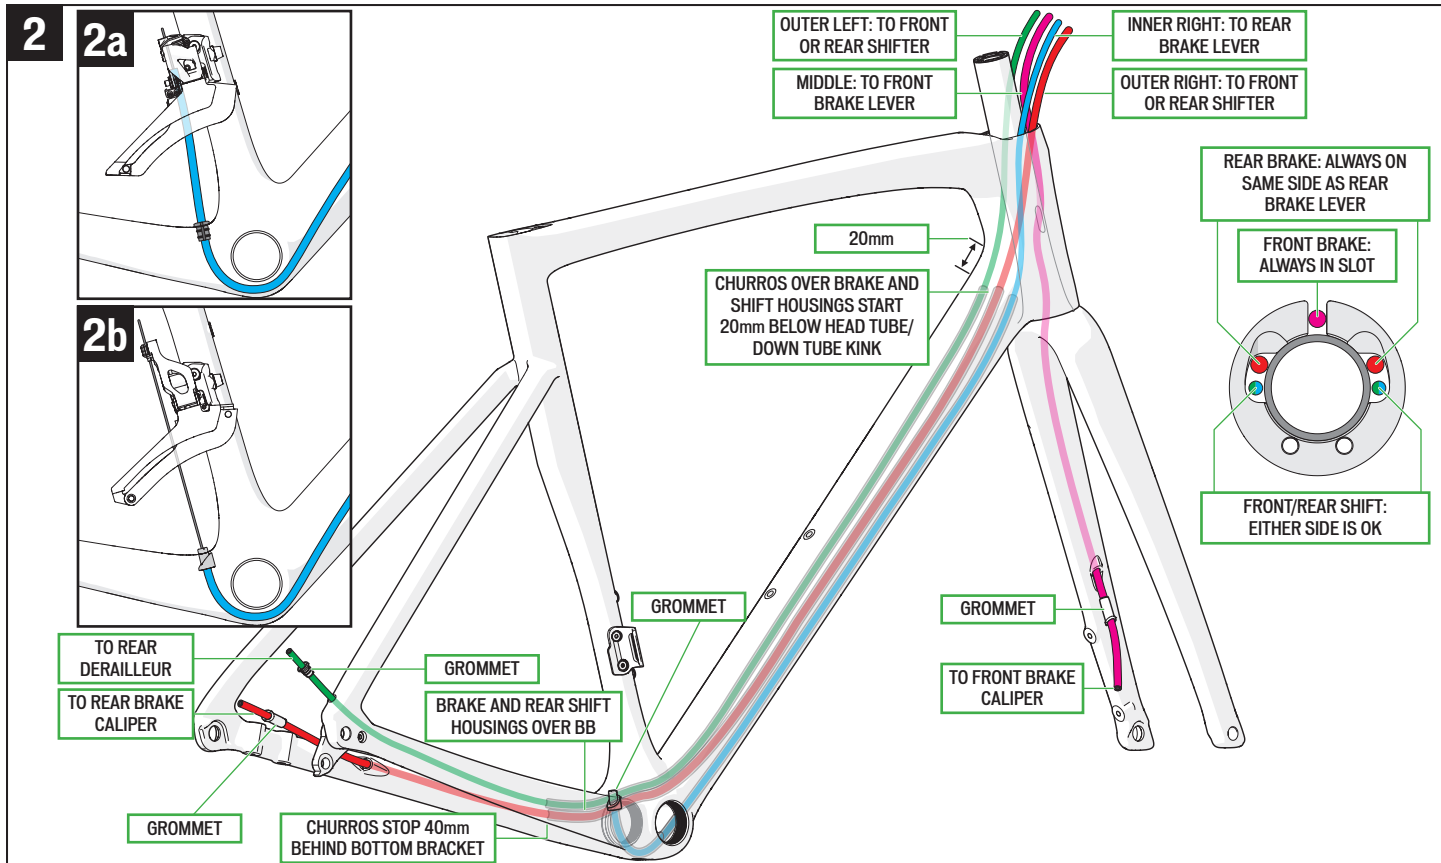 2
2a
2b
OUTER LEFT: TO FRONT
OR REAR SHIFTER
INNER RIGHT: TO REAR
BRAKE LEVER
MIDDLE: TO FRONT
BRAKE LEVER
OUTER RIGHT: TO FRONT
OR REAR SHIFTER
20mm
CHURROS OVER BRAKE AND
SHIFT HOUSINGS START
20mm BELOW HEAD TUBE/
DOWN TUBE KINK
REAR BRAKE: ALWAYS ON
SAME SIDE AS REAR
BRAKE LEVER
FRONT BRAKE:
ALWAYS IN SLOT
FRONT/REAR SHIFT:
EITHER SIDE IS OK
GROMMET
GROMMET
TO FRONT BRAKE
CALIPER
TO REAR
DERAILLEUR
GROMMET
TO REAR BRAKE
CALIPER
BRAKE AND REAR SHIFT
HOUSINGS OVER BB
GROMMET
CHURROS STOP 40mm
BEHIND BOTTOM BRACKET